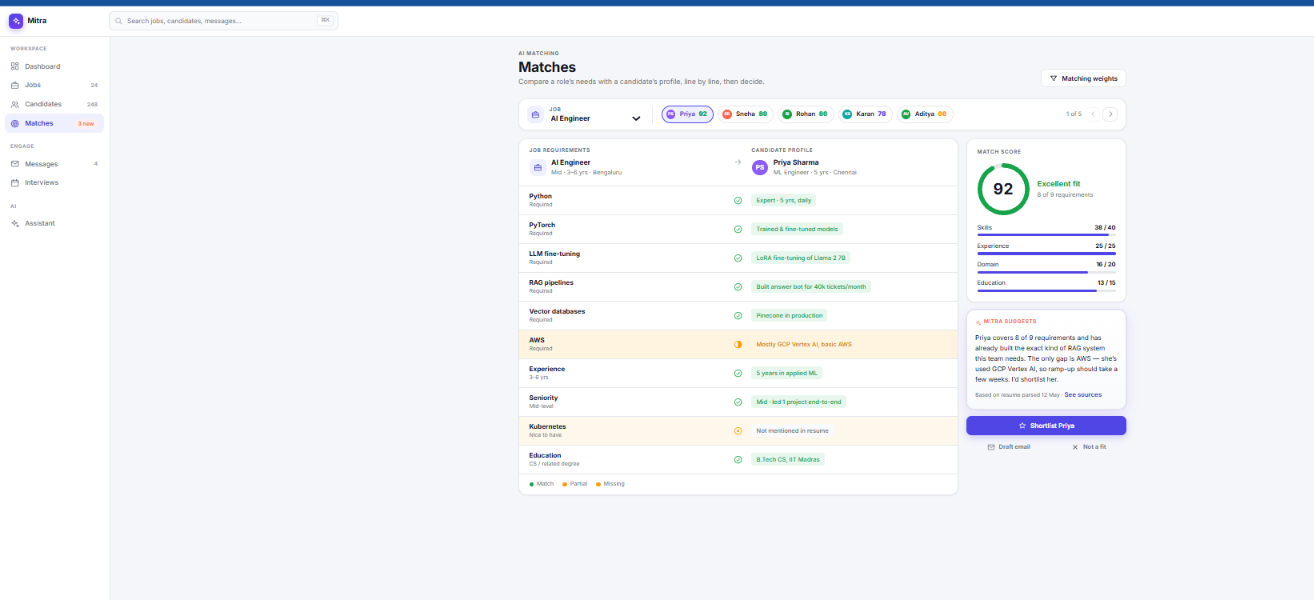 Mitra
Search jobs, candidates, messages...
⌘K
WORKSPACE
Dashboard
Jobs 24
Candidates 248
Matches 3 new
ENGAGE
Messages 4
Interviews
AI
Assistant
AI MATCHING
Matches
Compare a role's needs with a candidate's profile, line by line, then decide.
Matching weights
JOB
AI Engineer
PS Priya 92
Sneha
Rohan
Karan 78
Aditya
1 of 5
JOB REQUIREMENTS
AI Engineer
Mid · 3–6 yrs · Bengaluru
CANDIDATE PROFILE
PS
Priya Sharma
ML Engineer · 5 yrs · Chennai
Python
Required
Expert · 5 yrs, daily
PyTorch
Required
Trained & fine-tuned models
LLM fine-tuning
Required
LoRA fine-tuning of Llama 2 7B
RAG pipelines
Required
Built answer bot for 40k tickets/month
Vector databases
Required
Pinecone in production
AWS
Required
Mostly GCP Vertex AI, basic AWS
Experience
3–6 yrs
5 years in applied ML
Seniority
Mid-level
Mid · led 1 project end-to-end
Kubernetes
Nice to have
Not mentioned in resume
Education
CS / related degree
B.Tech CS, IIT Madras
Match Partial Missing
MATCH SCORE
92
Excellent fit
8 of 9 requirements
Skills 38 / 40
Experience 25 / 25
Domain 16 / 20
Education 13 / 15
MITRA SUGGESTS
Priya covers 8 of 9 requirements and has
already built the exact kind of RAG system
this team needs. The only gap is AWS — she's
used GCP Vertex AI, so ramp-up should take a
few weeks. I'd shortlist her.
Based on resume parsed 12 May · See sources
Shortlist Priya
Draft email
Not a fit